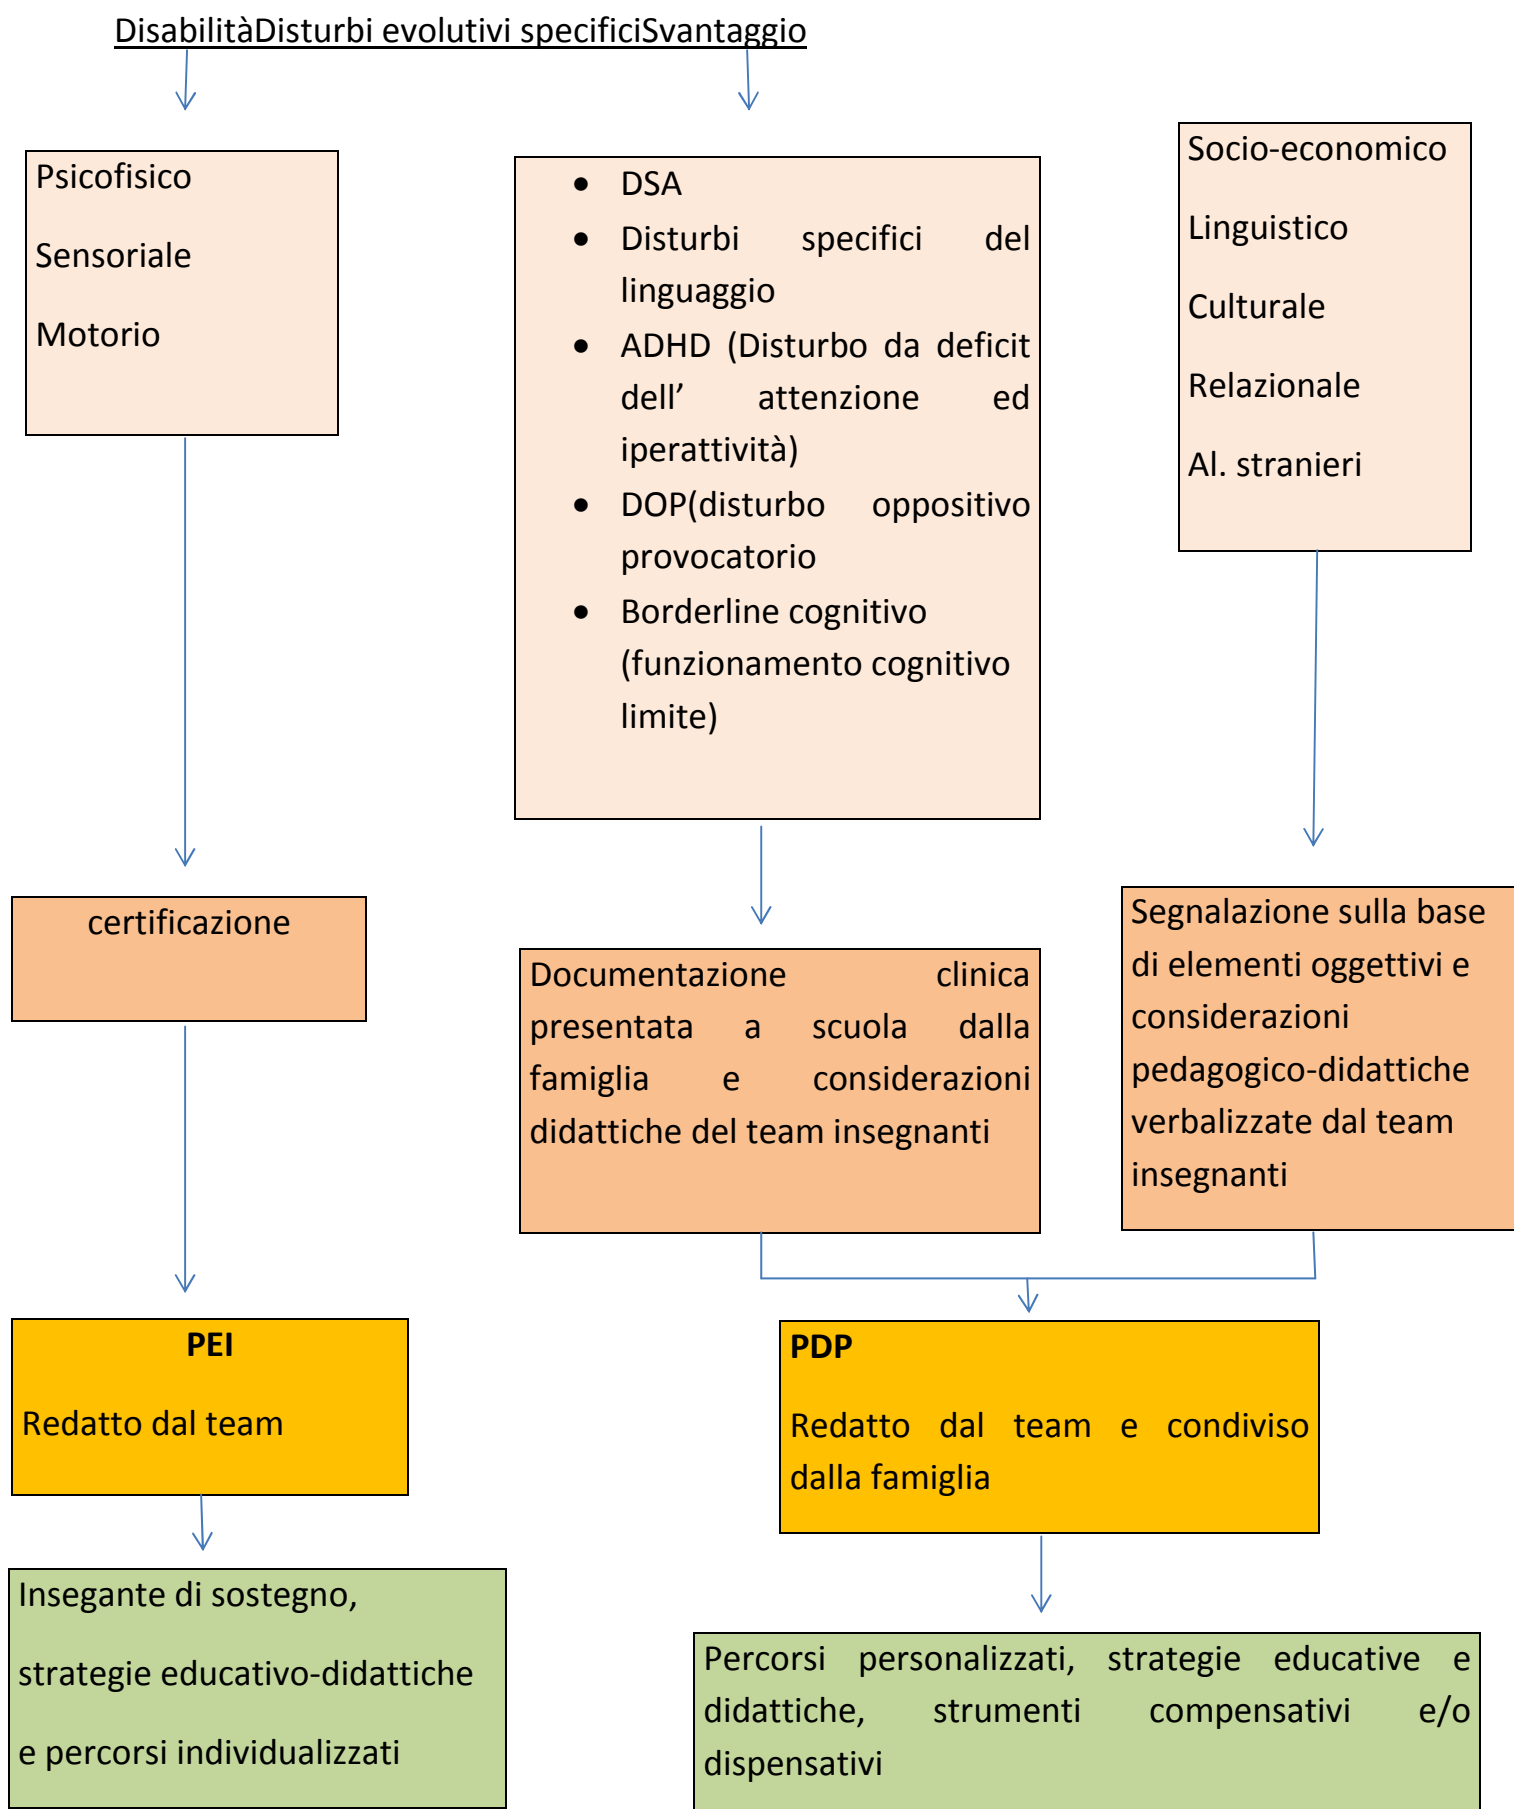 DisabilitàDisturbi evolutivi specificiSvantaggio
Psicofisico
Sensoriale
Motorio
• DSA
• Disturbi specifici del
linguaggio
• ADHD (Disturbo da deficit
dell’ attenzione ed
iperattività)
• DOP(disturbo oppositivo
provocatorio
• Borderline cognitivo
(funzionamento cognitivo
limite)
Socio-economico
Linguistico
Culturale
Relazionale
Al. stranieri
certificazione
Documentazione clinica
presentata a scuola dalla
famiglia e considerazioni
didattiche del team insegnanti
Segnalazione sulla base
di elementi oggettivi e
considerazioni
pedagogico-didattiche
verbalizzate dal team
insegnanti
PEI
Redatto dal team
PDP
Redatto dal team e condiviso
dalla famiglia
Insegante di sostegno,
strategie educativo-didattiche
e percorsi individualizzati
Percorsi personalizzati, strategie educative e
didattiche, strumenti compensativi e/o
dispensativi